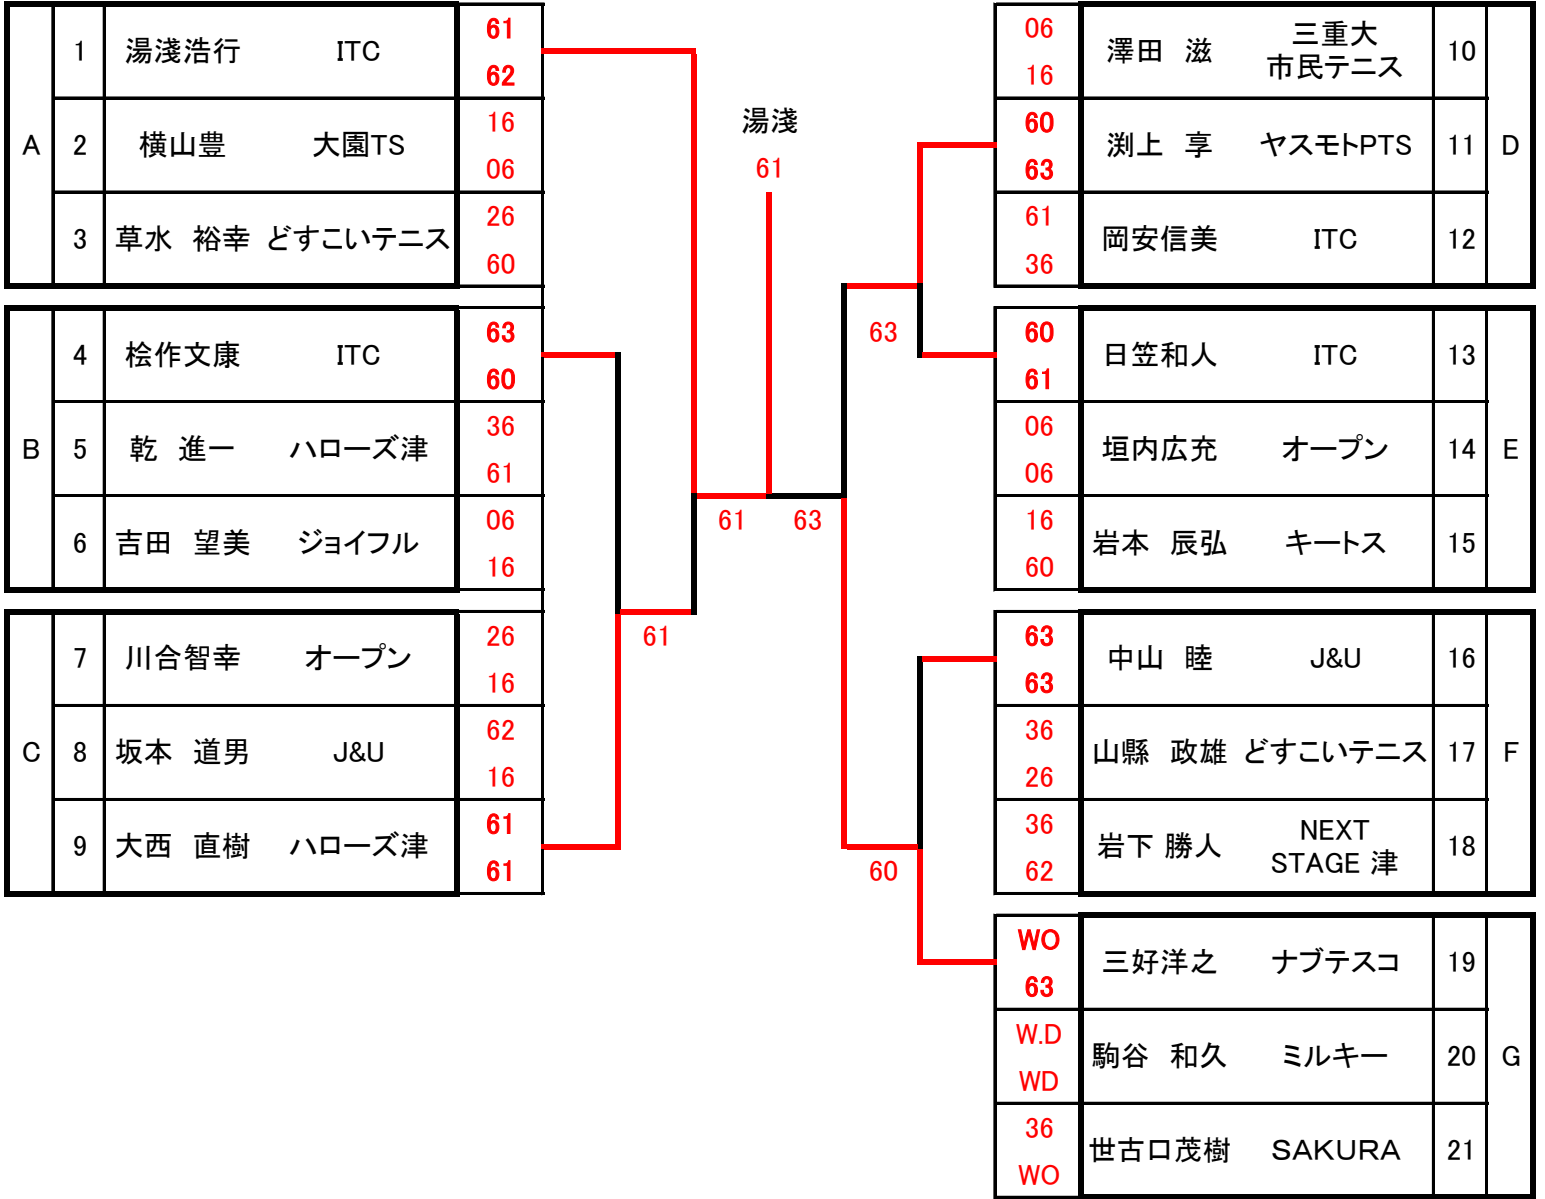 A
1 湯淺浩行 ITC 61 62
2 横山豊 大園TS 16 06
3 草水 裕幸 どすこいテニス 26 60
B
4 桧作文康 ITC 63 60
5 乾 進一 ハローズ津 36 61
6 吉田 望美 ジョイフル 06 16
C
7 川合智幸 オープン 26 16
8 坂本 道男 J&U 62 16
9 大西 直樹 ハローズ津 61 61
湯淺
61
61 63
61
63
60
06 16 澤田 滋 三重大 市民テニス 10
60 63 渕上 享 ヤスモトPTS 11
61 36 岡安信美 ITC 12
D
60 61 日笠和人 ITC 13
06 06 垣内広充 オープン 14
16 60 岩本 辰弘 キートス 15
E
63 63 中山 睦 J&U 16
36 26 山縣 政雄 どすこいテニス 17
36 62 岩下 勝人 NEXT STAGE 津 18
F
WO 63 三好洋之 ナブテスコ 19
W.D WD 駒谷 和久 ミルキー 20
36 WO 世古口茂樹 SAKURA 21
G